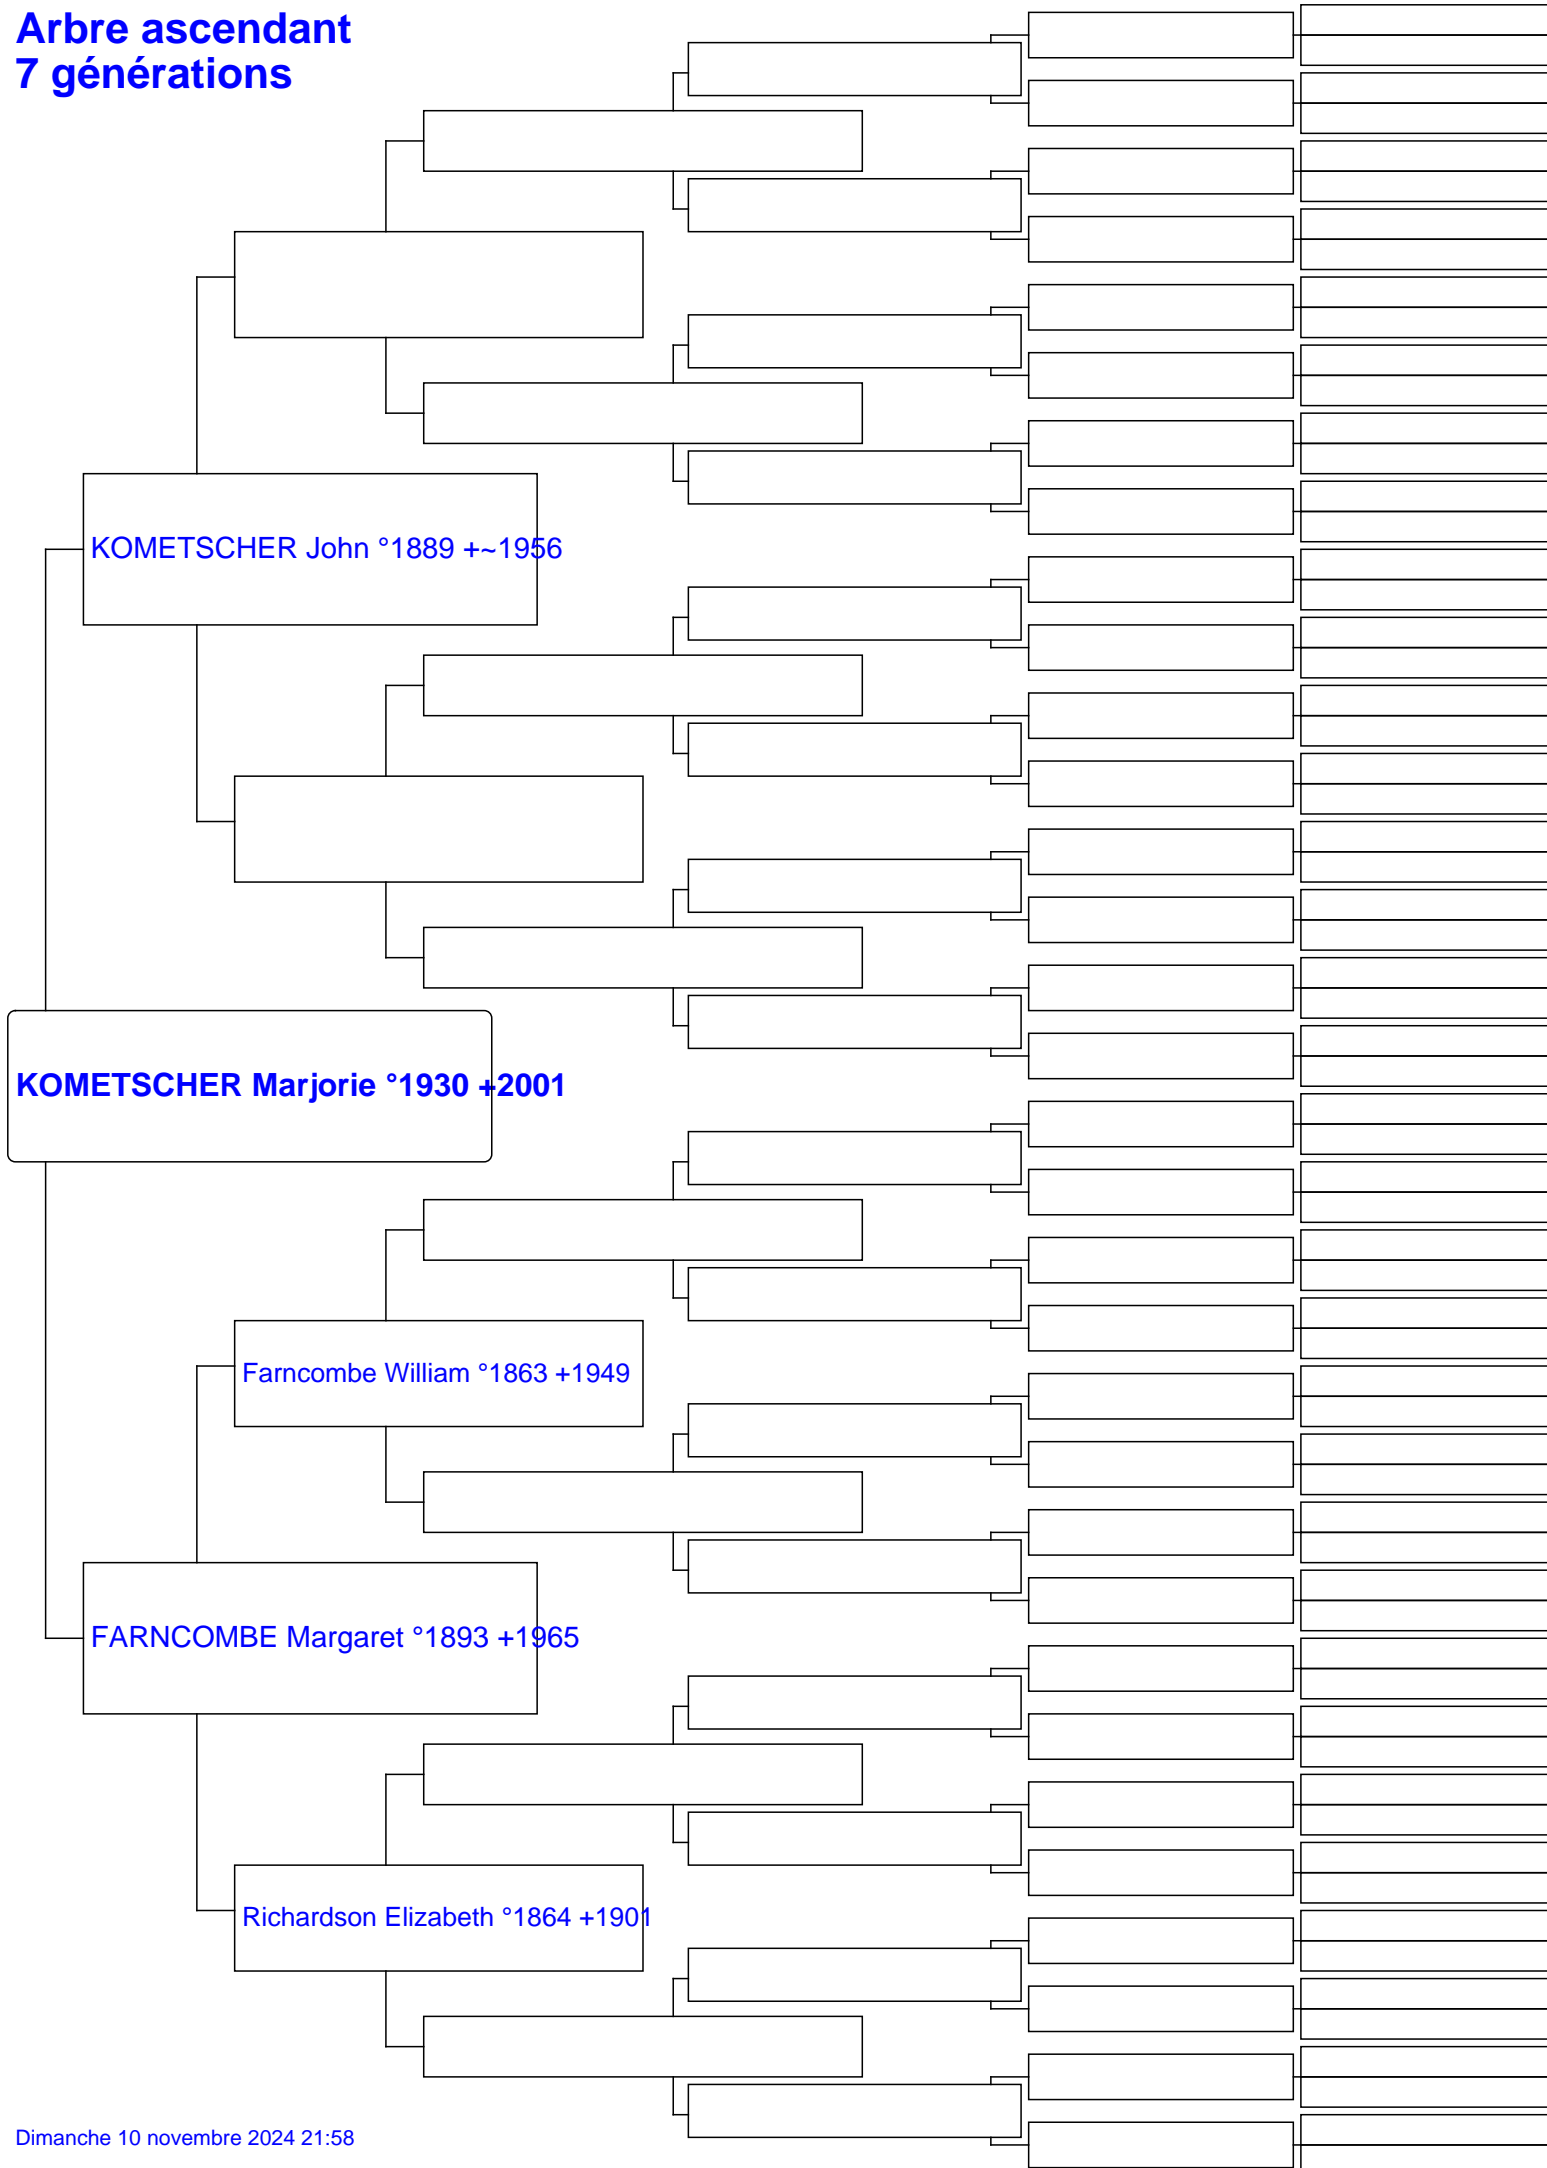 Arbre ascendant
7 générations
KOMETSCHER John °1889 +~1956
KOMETSCHER Marjorie °1930 +2001
Farncombe William °1863 +1949
FARNCOMBE Margaret °1893 +1965
Richardson Elizabeth °1864 +1901
Dimanche 10 novembre 2024 21:58